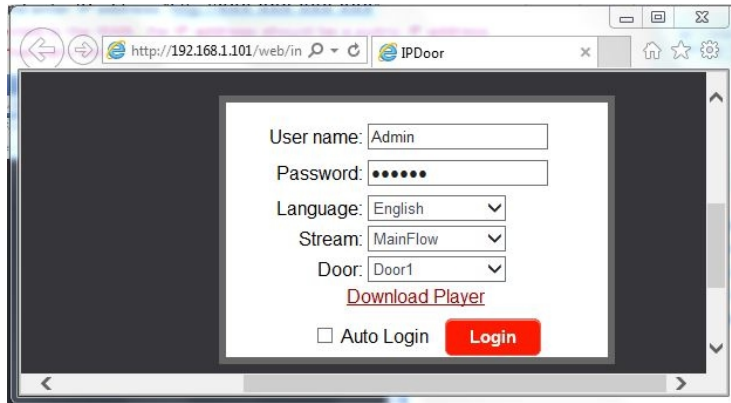 http://192.168.1.101/web/in
IPDoor
User name: Admin
Password: ••••••
Language: English
Stream: MainFlow
Door: Door1
Download Player
Auto Login
Login